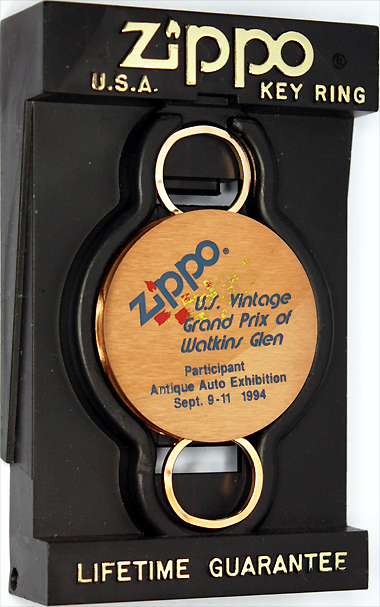 Zippo®
U.S.A.
KEY RING
Zippo®
U.S. Vintage
Grand Prix of
Watkins Glen
Participant
Antique Auto Exhibition
Sept. 9-11 1994
LIFETIME GUARANTEE